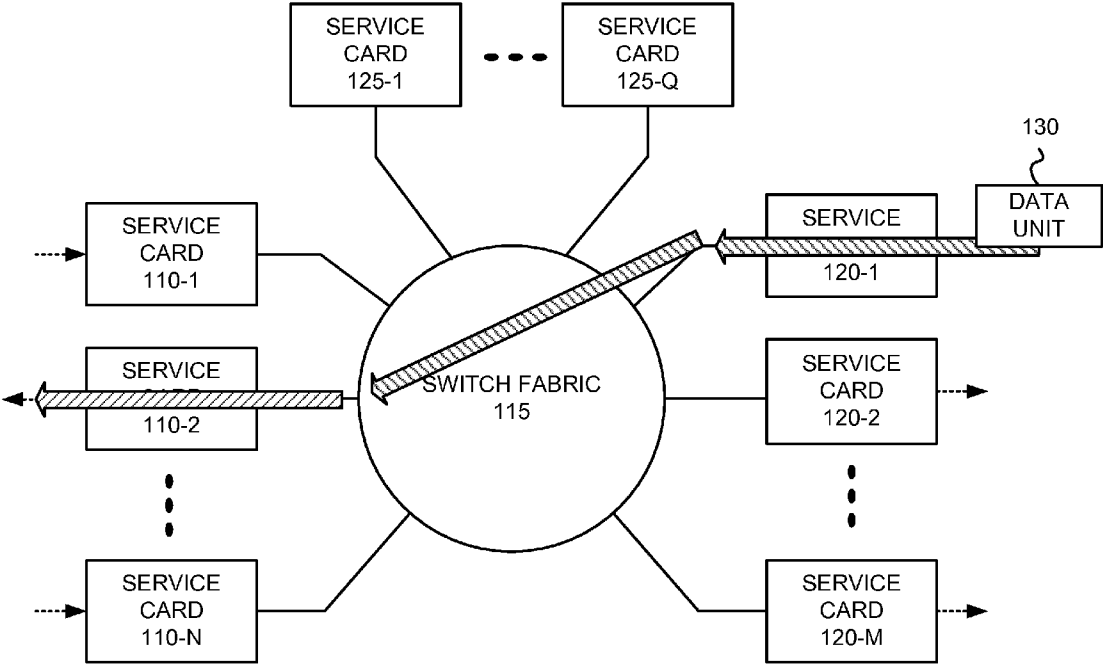 SERVICE
CARD
125-1
SERVICE
CARD
125-Q
130
DATA
UNIT
SERVICE
CARD
110-1
SERVICE
120-1
SERVICE
110-2
SWITCH FABRIC
115
SERVICE
CARD
120-2
SERVICE
CARD
110-N
SERVICE
CARD
120-M